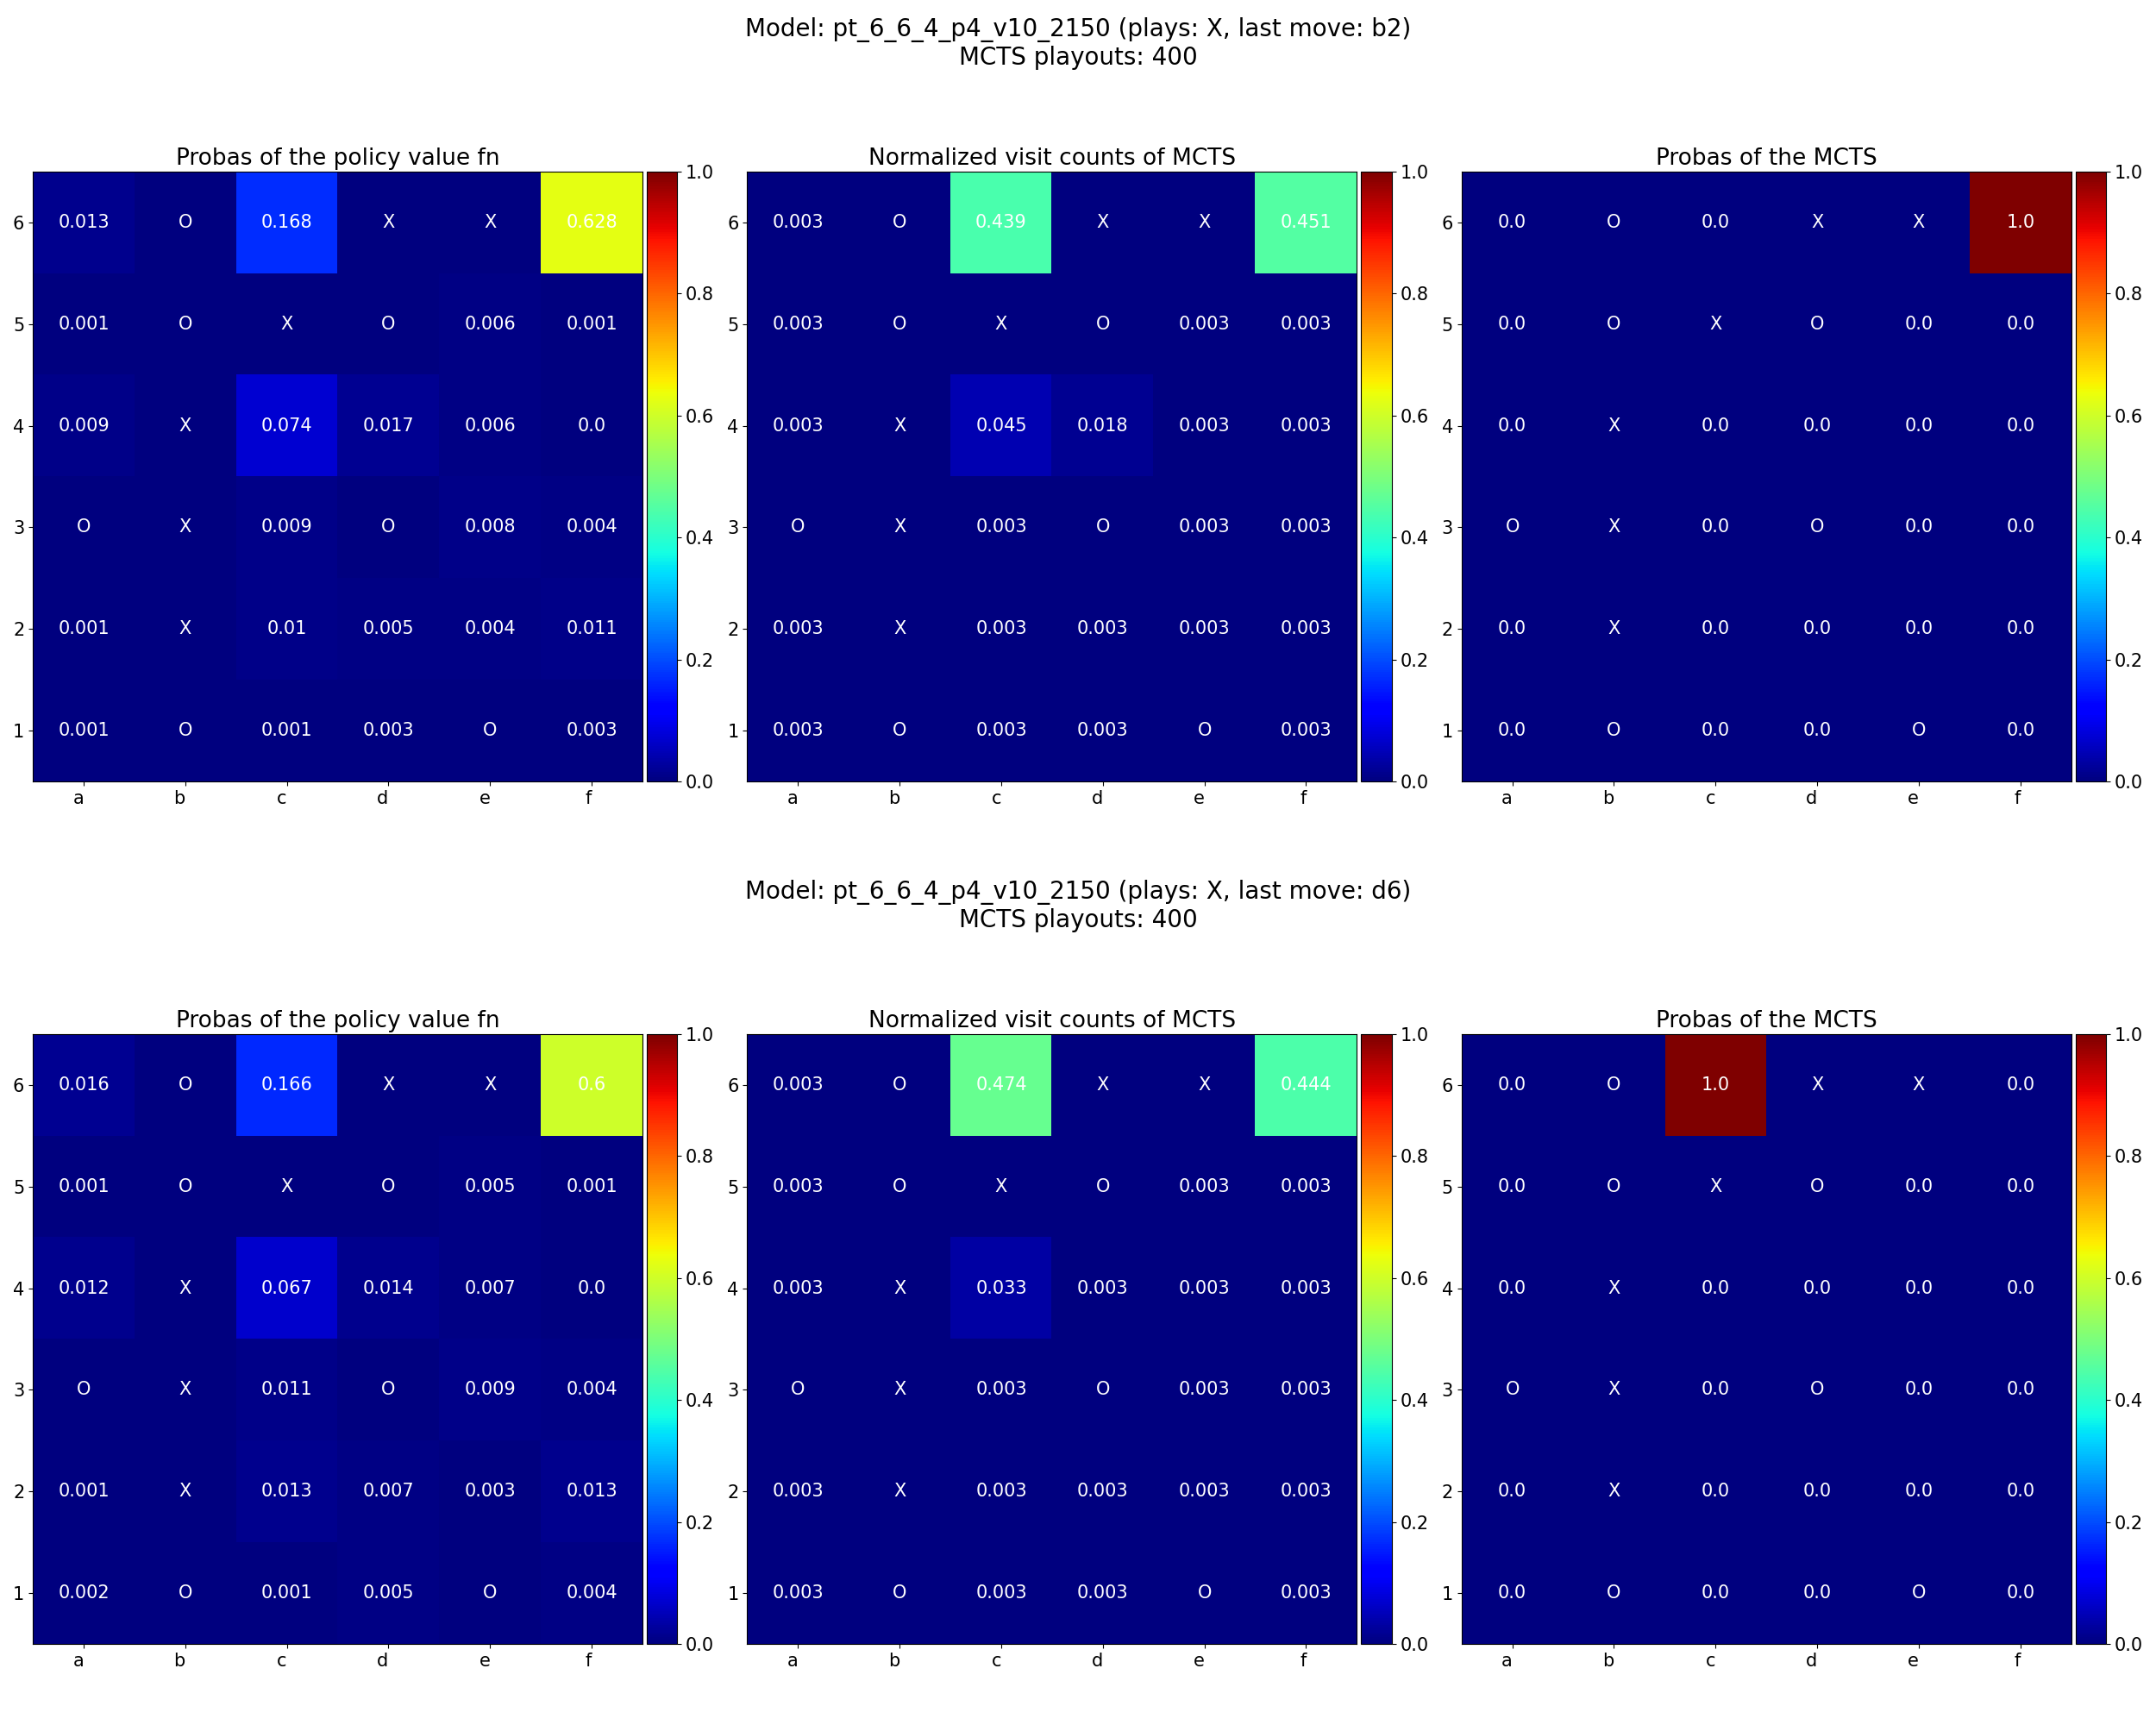 Model: pt_6_6_4_p4_v10_2150 (plays: X, last move: b2)
MCTS playouts: 400
Probas of the policy value fn
6 0.013 O 0.168 X X 0.628
5 0.001 O X O 0.006 0.001
4 0.009 X 0.074 0.017 0.006 0.0
3 O X 0.009 O 0.008 0.004
2 0.001 X 0.01 0.005 0.004 0.011
1 0.001 O 0.001 0.003 O 0.003
a b c d e f
1.0
0.8
0.6
0.4
0.2
0.0
Normalized visit counts of MCTS
6 0.003 O 0.439 X X 0.451
5 0.003 O X O 0.003 0.003
4 0.003 X 0.045 0.018 0.003 0.003
3 O X 0.003 O 0.003 0.003
2 0.003 X 0.003 0.003 0.003 0.003
1 0.003 O 0.003 0.003 O 0.003
a b c d e f
1.0
0.8
0.6
0.4
0.2
0.0
Probas of the MCTS
6 0.0 O 0.0 X X 1.0
5 0.0 O X O 0.0 0.0
4 0.0 X 0.0 0.0 0.0 0.0
3 O X 0.0 O 0.0 0.0
2 0.0 X 0.0 0.0 0.0 0.0
1 0.0 O 0.0 0.0 O 0.0
a b c d e f
1.0
0.8
0.6
0.4
0.2
0.0
Model: pt_6_6_4_p4_v10_2150 (plays: X, last move: d6)
MCTS playouts: 400
Probas of the policy value fn
6 0.016 O 0.166 X X 0.6
5 0.001 O X O 0.005 0.001
4 0.012 X 0.067 0.014 0.007 0.0
3 O X 0.011 O 0.009 0.004
2 0.001 X 0.013 0.007 0.003 0.013
1 0.002 O 0.001 0.005 O 0.004
a b c d e f
1.0
0.8
0.6
0.4
0.2
0.0
Normalized visit counts of MCTS
6 0.003 O 0.474 X X 0.444
5 0.003 O X O 0.003 0.003
4 0.003 X 0.033 0.003 0.003 0.003
3 O X 0.003 O 0.003 0.003
2 0.003 X 0.003 0.003 0.003 0.003
1 0.003 O 0.003 0.003 O 0.003
a b c d e f
1.0
0.8
0.6
0.4
0.2
0.0
Probas of the MCTS
6 0.0 O 1.0 X X 0.0
5 0.0 O X O 0.0 0.0
4 0.0 X 0.0 0.0 0.0 0.0
3 O X 0.0 O 0.0 0.0
2 0.0 X 0.0 0.0 0.0 0.0
1 0.0 O 0.0 0.0 O 0.0
a b c d e f
1.0
0.8
0.6
0.4
0.2
0.0